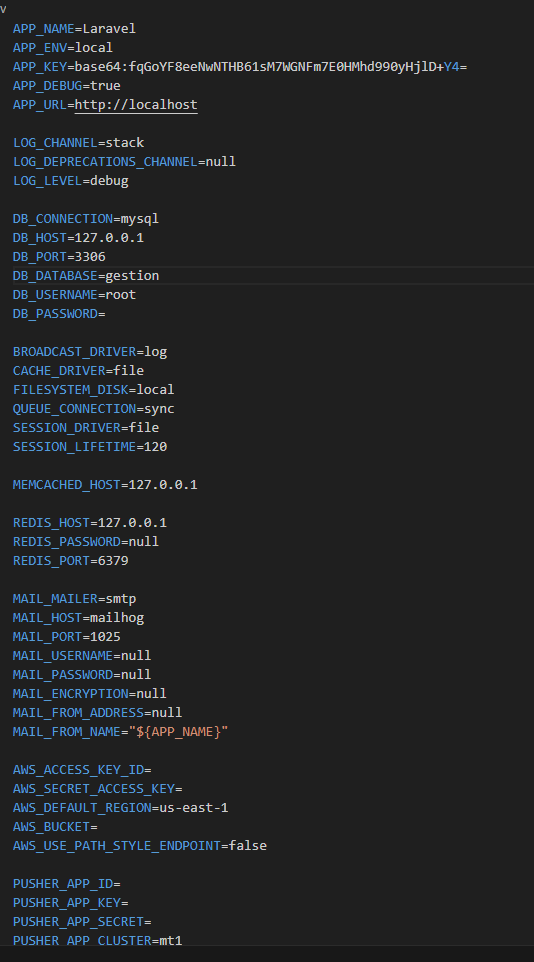 v
APP_NAME=Laravel
APP_ENV=local
APP_KEY=base64:fqGoYF8eeNwNTHB61sM7WGNFm7E0HMhd990yHjlD+Y4=
APP_DEBUG=true
APP_URL=http://localhost
LOG_CHANNEL=stack
LOG_DEPRECATIONS_CHANNEL=null
LOG_LEVEL=debug
DB_CONNECTION=mysql
DB_HOST=127.0.0.1
DB_PORT=3306
DB_DATABASE=gestion
DB_USERNAME=root
DB_PASSWORD=
BROADCAST_DRIVER=log
CACHE_DRIVER=file
FILESYSTEM_DISK=local
QUEUE_CONNECTION=sync
SESSION_DRIVER=file
SESSION_LIFETIME=120
MEMCACHED_HOST=127.0.0.1
REDIS_HOST=127.0.0.1
REDIS_PASSWORD=null
REDIS_PORT=6379
MAIL_MAILER=smtp
MAIL_HOST=mailhog
MAIL_PORT=1025
MAIL_USERNAME=null
MAIL_PASSWORD=null
MAIL_ENCRYPTION=null
MAIL_FROM_ADDRESS=null
MAIL_FROM_NAME="${APP_NAME}"
AWS_ACCESS_KEY_ID=
AWS_SECRET_ACCESS_KEY=
AWS_DEFAULT_REGION=us-east-1
AWS_BUCKET=
AWS_USE_PATH_STYLE_ENDPOINT=false
PUSHER_APP_ID=
PUSHER_APP_KEY=
PUSHER_APP_SECRET=
PUSHER_APP_CLUSTER=mt1